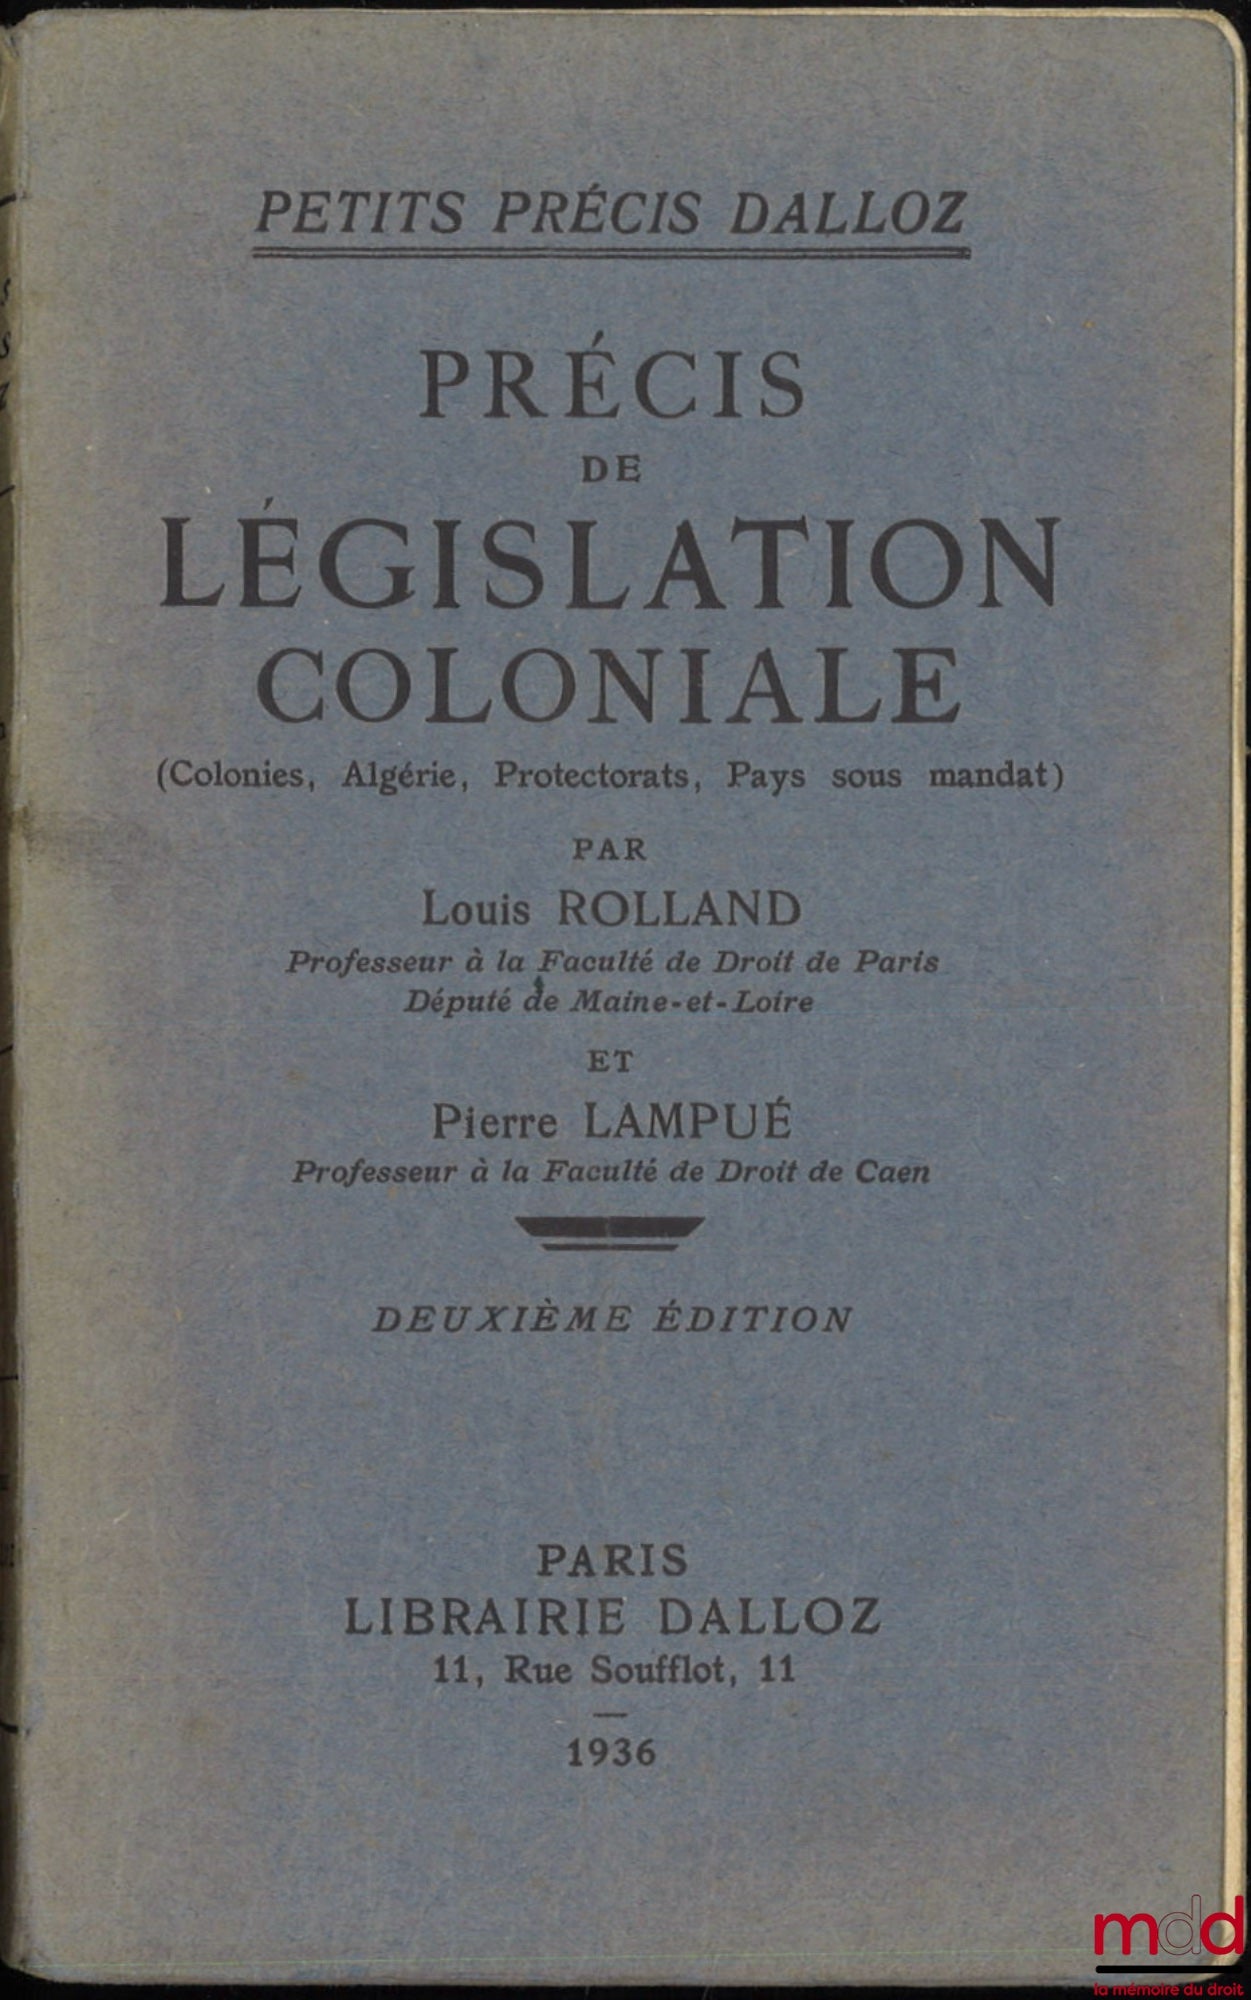 PETITS PRÉCIS DALLOZ
PRÉCIS
DE
LÉGISLATION
COLONIALE
(Colonies, Algérie, Protectorats, Pays sous mandat)
PAR
Louis ROLLAND
Professeur à la Faculté de Droit de Paris
Député de Maine-et-Loire
ET
Pierre LAMPUÉ
Professeur à la Faculté de Droit de Caen
DEUXIÈME ÉDITION
PARIS
LIBRAIRIE DALLOZ
11, Rue Soufflot, 11
1936
mdd
la mémoire du droit